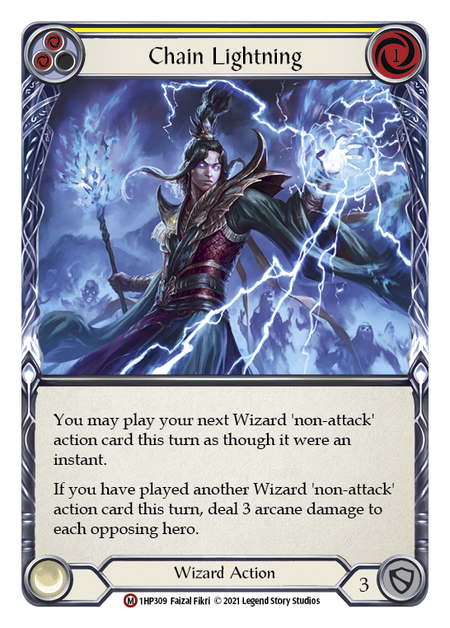 Chain Lightning
1
You may play your next Wizard 'non-attack'
action card this turn as though it were an
instant.
If you have played another Wizard 'non-attack'
action card this turn, deal 3 arcane damage to
each opposing hero.
Wizard Action
3
M 1HP309 Faizal Fikri © 2021 Legend Story Studios